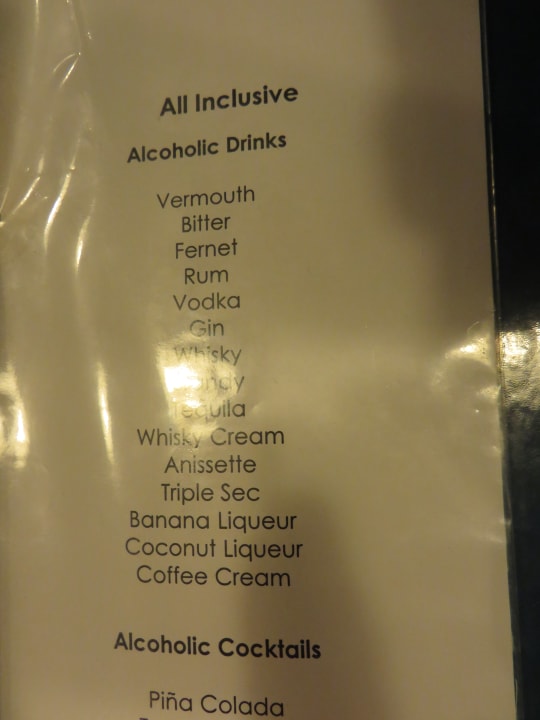 All Inclusive
Alcoholic Drinks
Vermouth
Bitter
Fernet
Rum
Vodka
Gin
Whisky
Brandy
Tequila
Whisky Cream
Anissette
Triple Sec
Banana Liqueur
Coconut Liqueur
Coffee Cream
Alcoholic Cocktails
Piña Colada